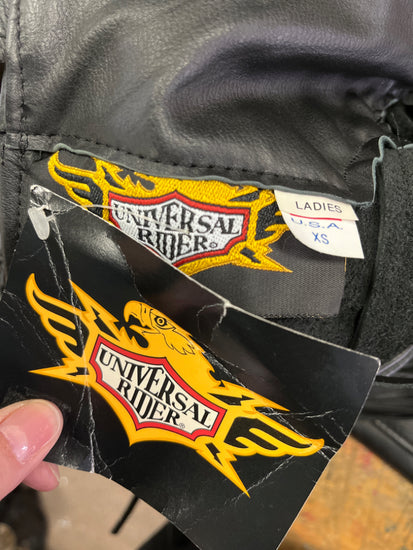 UNIVERSAL
RIDER®
LADIES
U.S.A.
XS
UNIVERSAL
RIDER®